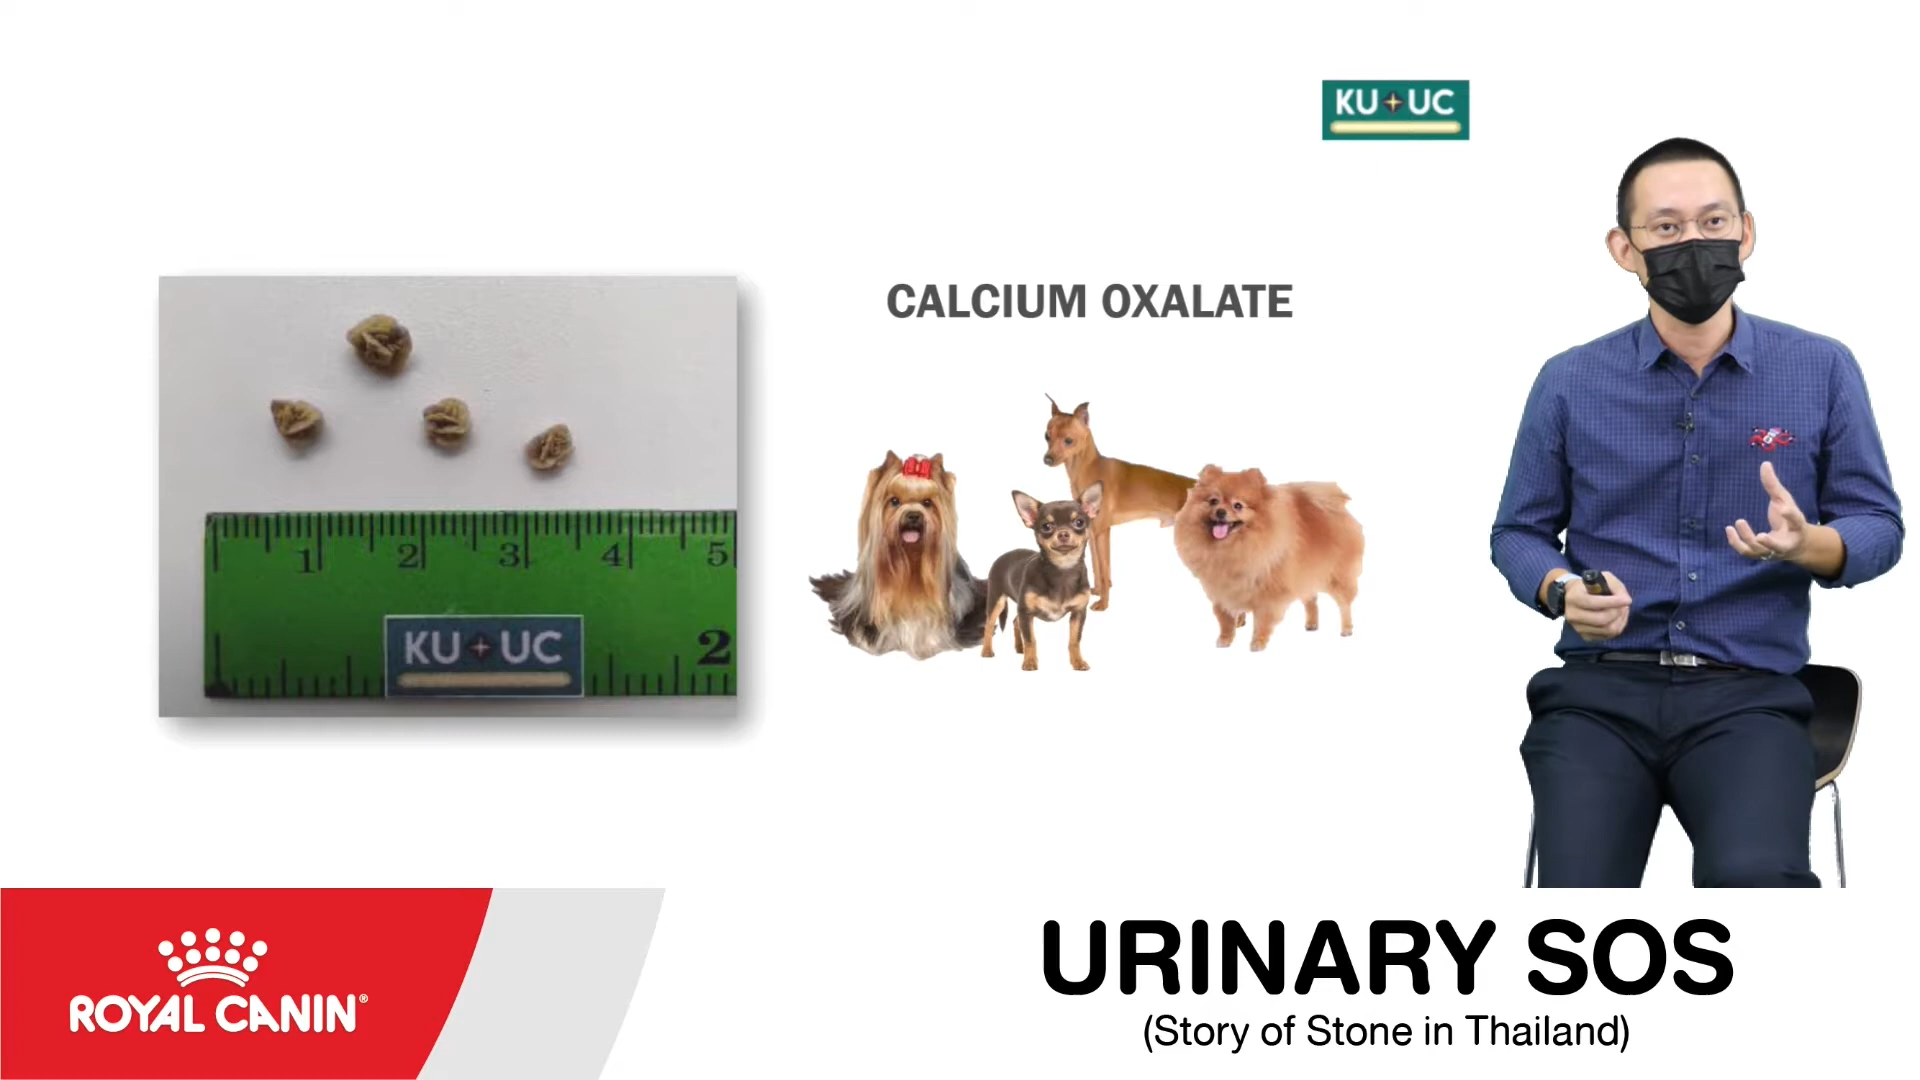 KU+UC
CALCIUM OXALATE
1 2 3 4 5
KU+UC
2
ROYAL CANIN®
URINARY SOS
(Story of Stone in Thailand)